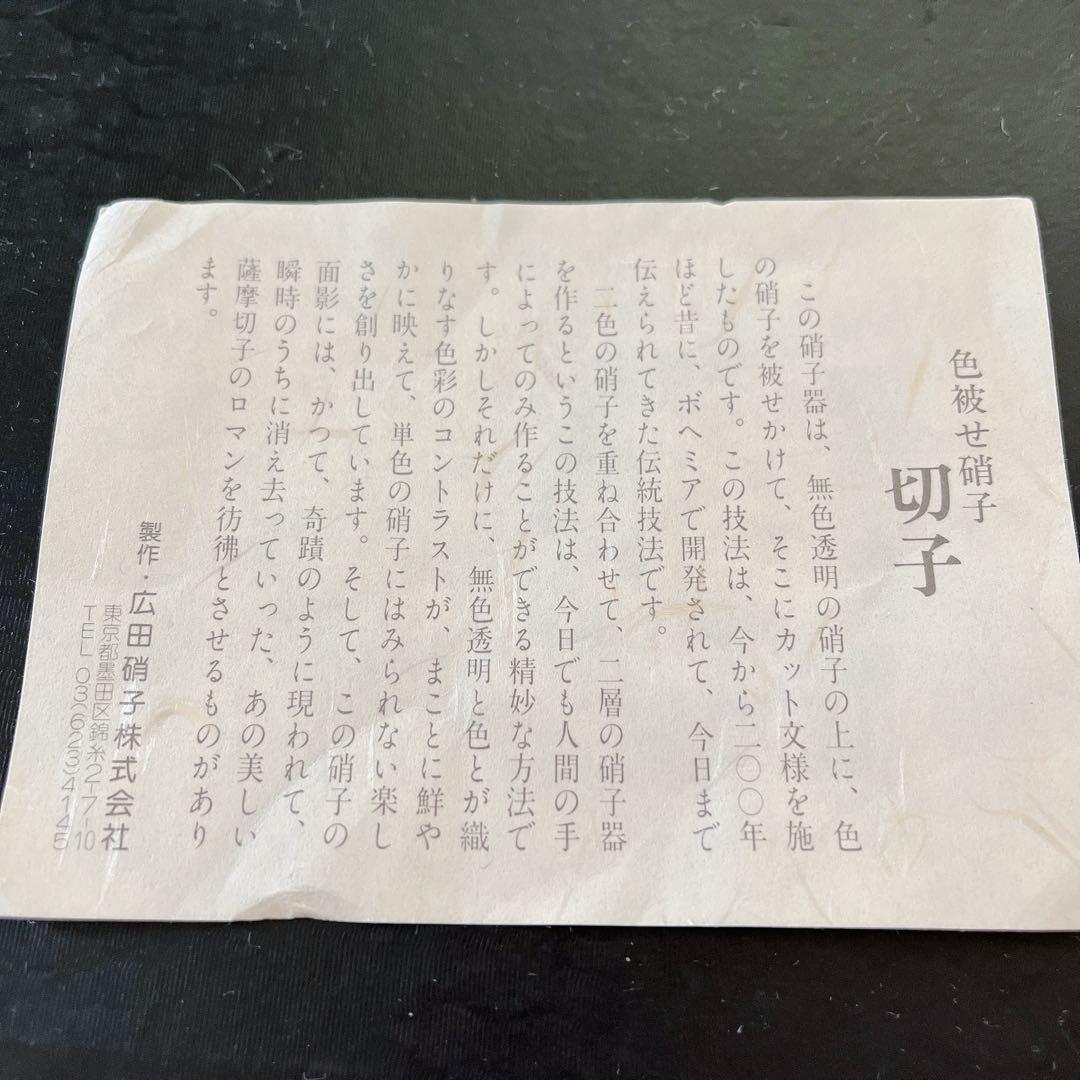 色被せ硝子
切子
この硝子器は、無色透明の硝子の上に、色
の硝子を被せかけて、そこにカット文様を施
したものです。この技法は、今から二〇〇年
ほど昔に、ボヘミアで開発されて、今日まで
伝えられてきた伝統技法です。
二色の硝子を重ね合わせて、二層の硝子器
を作るというこの技法は、今日でも人間の手
によってのみ作ることができる精妙な方法で
す。しかしそれだけに、無色透明と色とが織
りなす色彩のコントラストが、まことに鮮や
かに映えて、単色の硝子にはみられない楽し
さを創り出しています。そして、この硝子の
面影には、かつて、奇蹟のように現われて、
瞬時のうちに消え去っていった、あの美しい
薩摩切子のロマンを彷彿とさせるものがあり
ます。
製作・広田硝子株式会社
東京都墨田区錦糸2-7-10
TEL 03(623)4145